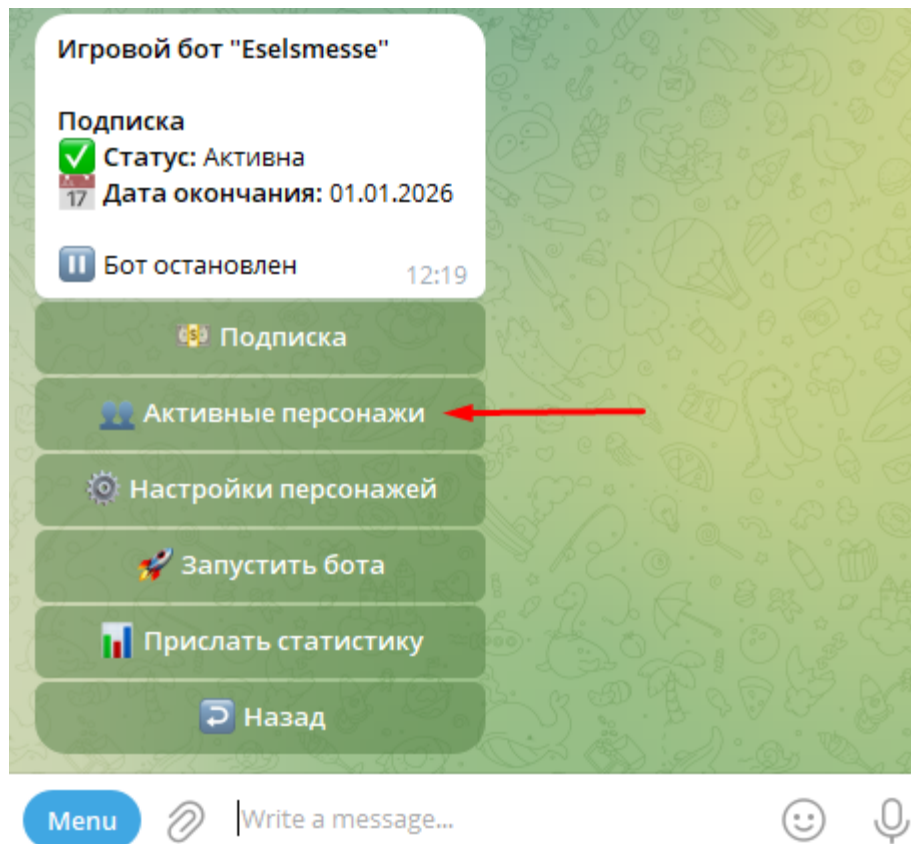 Игровой бот "Eselsmesse"
Подписка
✅ Статус: Активна
📅 Дата окончания: 01.01.2026
⏸ Бот остановлен
12:19
💵 Подписка
👥 Активные персонажи
⚙ Настройки персонажей
🚀 Запустить бота
📊 Прислать статистику
↩ Назад
Menu
Write a message...